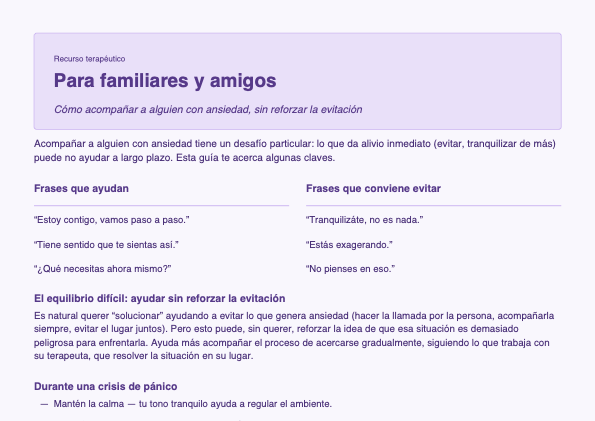 Recurso terapéutico
Para familiares y amigos
Cómo acompañar a alguien con ansiedad, sin reforzar la evitación
Acompañar a alguien con ansiedad tiene un desafío particular: lo que da alivio inmediato (evitar, tranquilizar de más)
puede no ayudar a largo plazo. Esta guía te acerca algunas claves.
Frases que ayudan
Frases que conviene evitar
“Estoy contigo, vamos paso a paso.”
“Tranquilizáte, no es nada.”
“Tiene sentido que te sientas así.”
“Estás exagerando.”
“¿Qué necesitas ahora mismo?”
“No pienses en eso.”
El equilibrio difícil: ayudar sin reforzar la evitación
Es natural querer “solucionar” ayudando a evitar lo que genera ansiedad (hacer la llamada por la persona, acompañarla
siempre, evitar el lugar juntos). Pero esto puede, sin querer, reforzar la idea de que esa situación es demasiado
peligrosa para enfrentarla. Ayuda más acompañar el proceso de acercarse gradualmente, siguiendo lo que trabaja con
su terapeuta, que resolver la situación en su lugar.
Durante una crisis de pánico
— Mantén la calma — tu tono tranquilo ayuda a regular el ambiente.